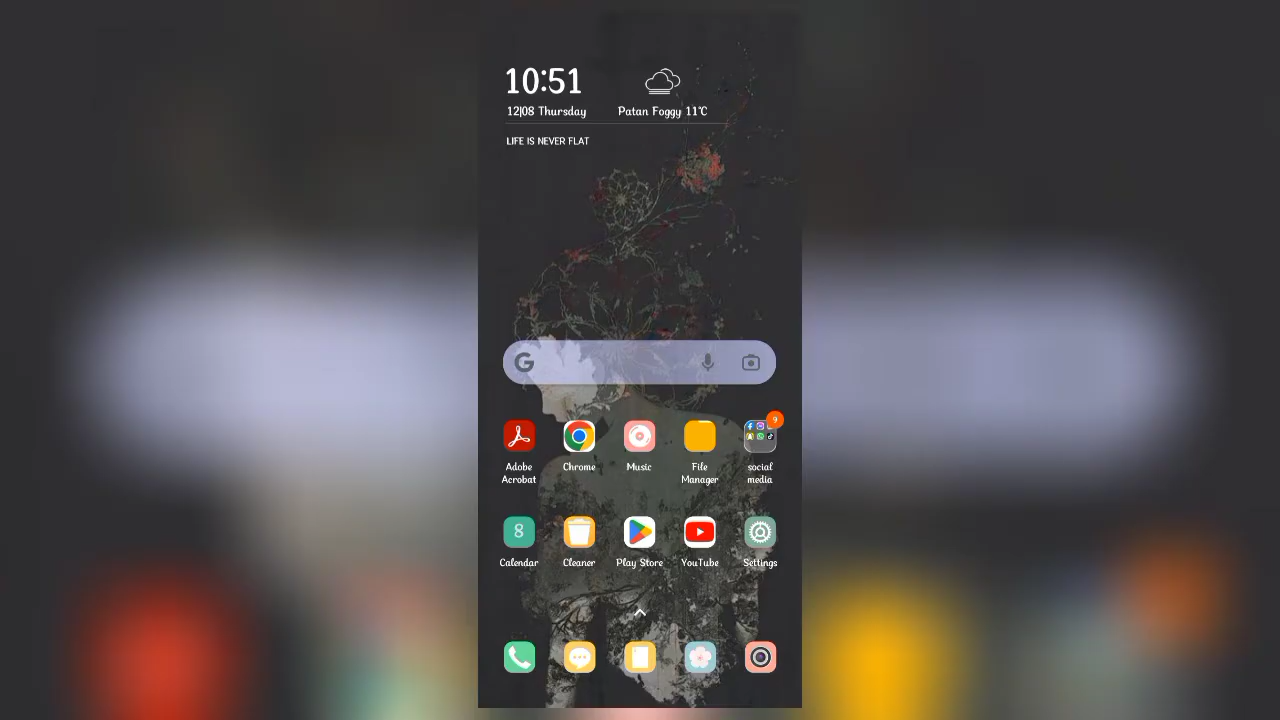 10:51
12|08 Thursday
Patan Foggy 11°C
LIFE IS NEVER FLAT
9
Adobe Acrobat
Chrome
Music
File Manager
social media
8
Calendar
Cleaner
Play Store
YouTube
Settings